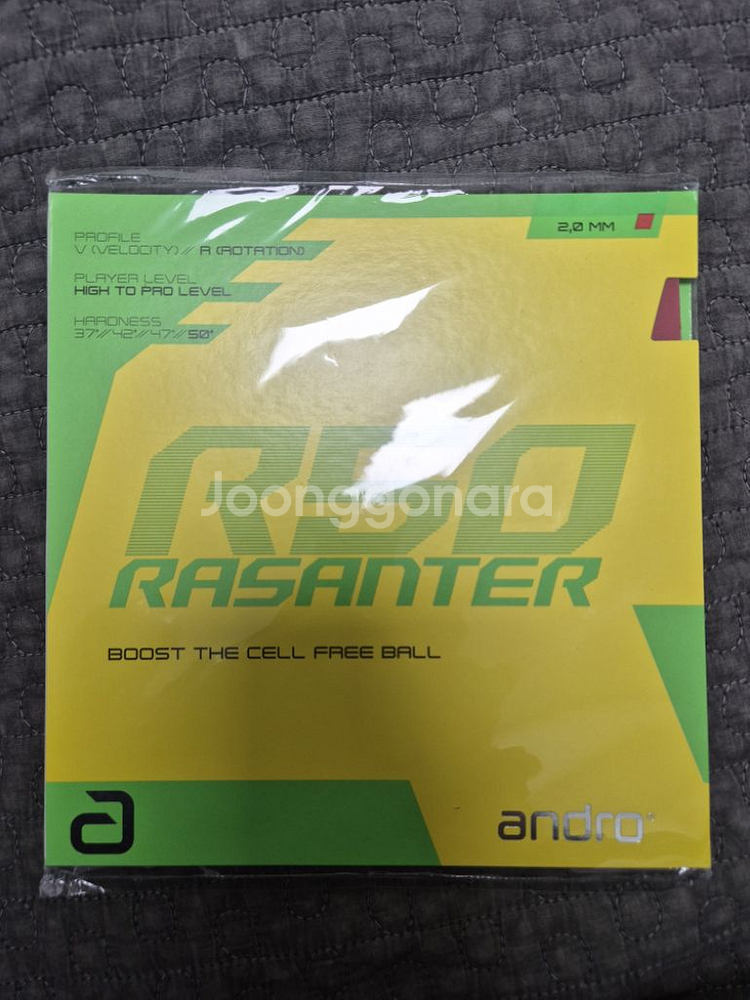 2,0 MM
PROFILE
V (VELOCITY) // R (ROTATION)
PLAYER LEVEL
HIGH TO PRO LEVEL
HARDNESS
37°//42°//47°//50°
R50
Joonggonara
RASANTER
BOOST THE CELL FREE BALL
a
andro